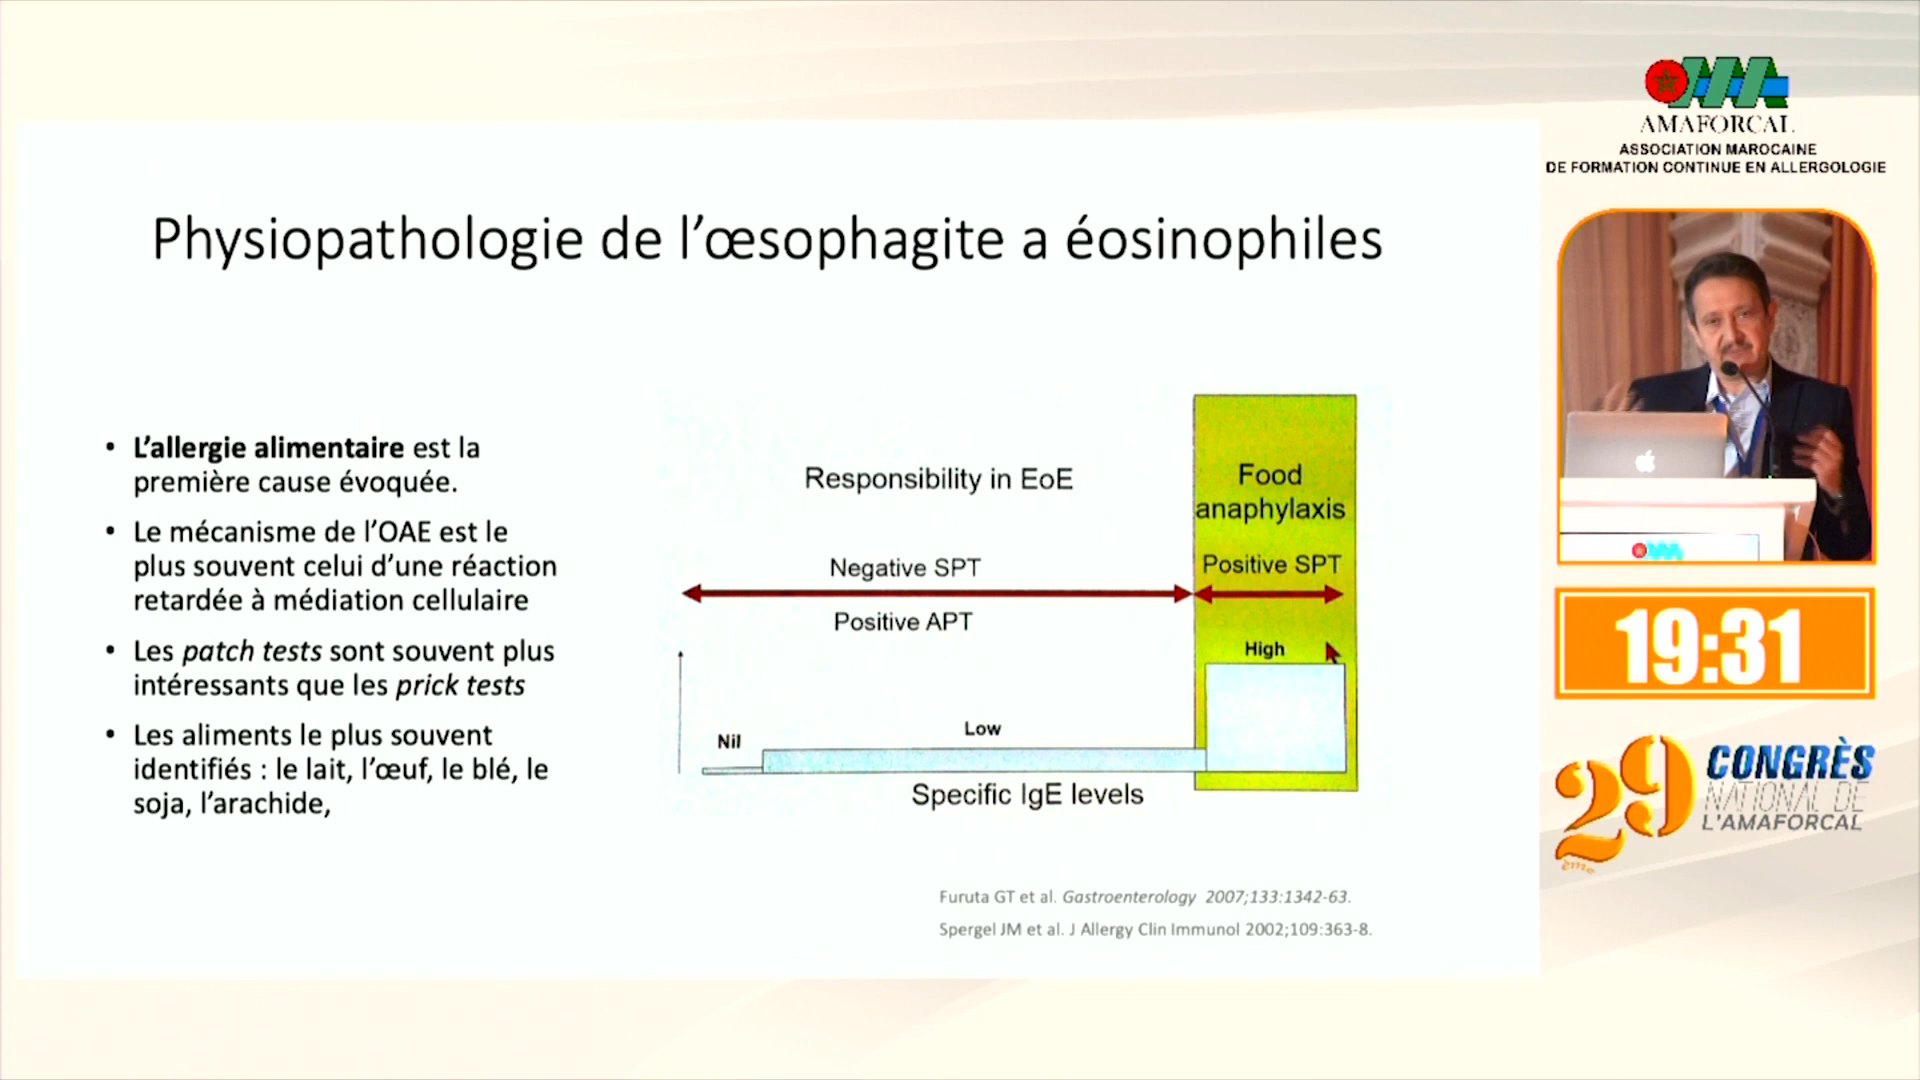 AMAFORCAL
ASSOCIATION MAROCAINE
DE FORMATION CONTINUE EN ALLERGOLOGIE
Physiopathologie de l’œsophagite a éosinophiles
• L’allergie alimentaire est la
première cause évoquée.
• Le mécanisme de l’OAE est le
plus souvent celui d’une réaction
retardée à médiation cellulaire
• Les patch tests sont souvent plus
intéressants que les prick tests
• Les aliments le plus souvent
identifiés : le lait, l’œuf, le blé, le
soja, l’arachide,
Responsibility in EoE
Food
anaphylaxis
Negative SPT
Positive SPT
Positive APT
High
Low
Nil
Specific IgE levels
Furuta GT et al. Gastroenterology 2007;133:1342-63.
Spergel JM et al. J Allergy Clin Immunol 2002;109:363-8.
19:31
29ème CONGRÈS
NATIONAL DE
L'AMAFORCAL